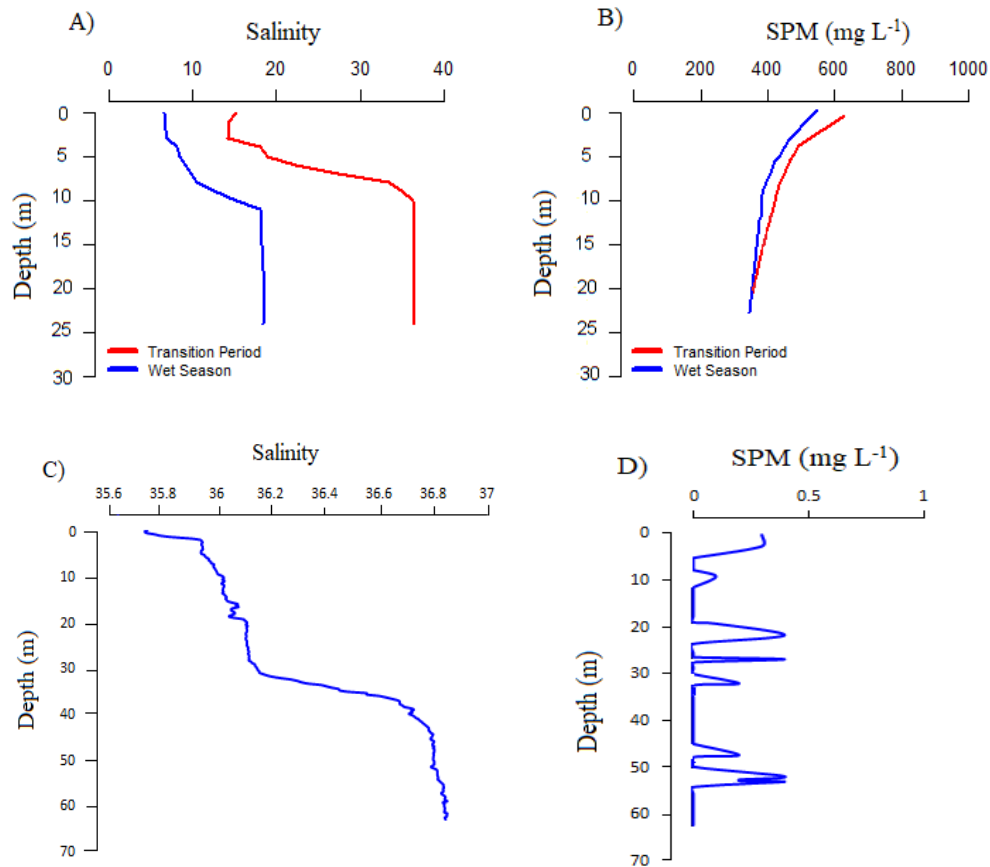 A)
Salinity
0 10 20 30 40
0
5
10
15
20
25
30
Depth (m)
Transition Period
Wet Season
B)
SPM (mg L⁻¹)
0 200 400 600 800 1000
0
5
10
15
20
25
30
Depth (m)
Transition Period
Wet Season
C)
Salinity
35.6 35.8 36 36.2 36.4 36.6 36.8 37
0
10
20
30
40
50
60
70
Depth (m)
D)
SPM (mg L⁻¹)
0 0.5 1
0
10
20
30
40
50
60
70
Depth (m)